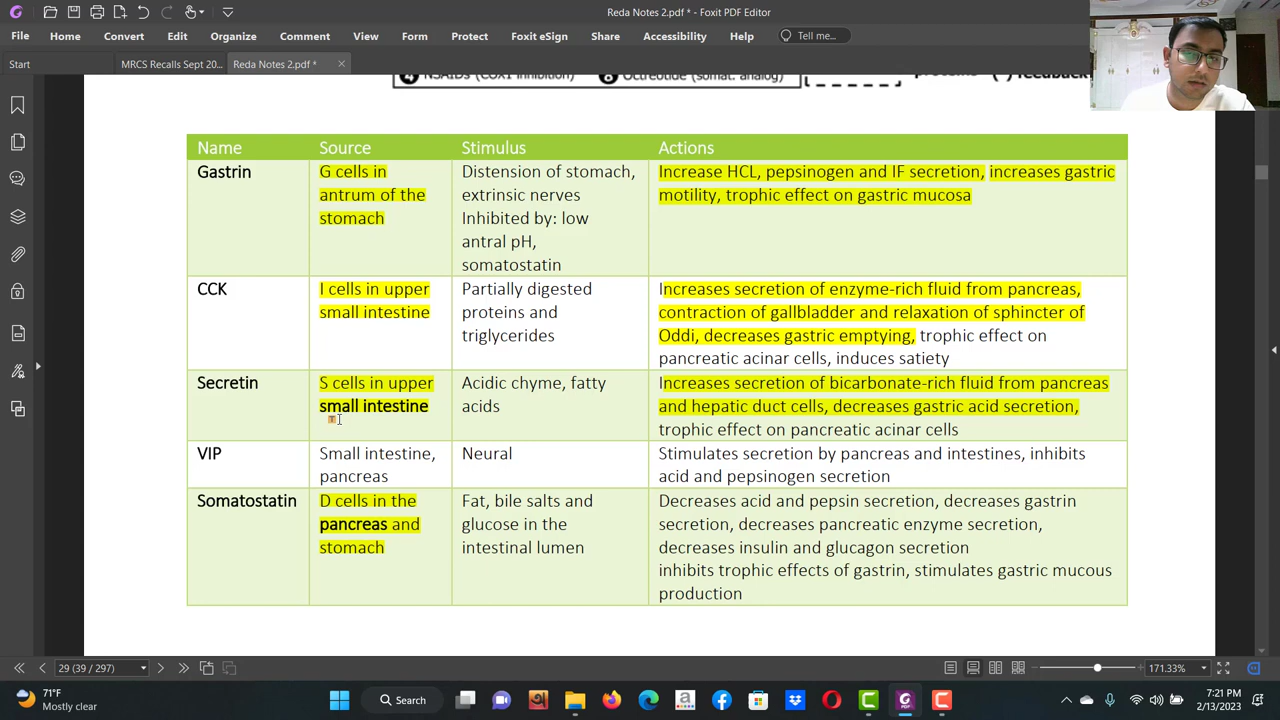 Reda Notes 2.pdf * - Foxit PDF Editor
File Home Convert Edit Organize Comment View Form Protect Foxit eSign Share Accessibility Help Tell me...
Start MRCS Recalls Sept 20... Reda Notes 2.pdf *
4 NSAIDs (COX1 inhibition) 8 Octreotide (somat. analog)
Name Source Stimulus Actions
Gastrin
G cells in
antrum of the
stomach
Distension of stomach,
extrinsic nerves
Inhibited by: low
antral pH,
somatostatin
Increase HCL, pepsinogen and IF secretion, increases gastric
motility, trophic effect on gastric mucosa
CCK
I cells in upper
small intestine
Partially digested
proteins and
triglycerides
Increases secretion of enzyme-rich fluid from pancreas,
contraction of gallbladder and relaxation of sphincter of
Oddi, decreases gastric emptying, trophic effect on
pancreatic acinar cells, induces satiety
Secretin
S cells in upper
small intestine
Acidic chyme, fatty
acids
Increases secretion of bicarbonate-rich fluid from pancreas
and hepatic duct cells, decreases gastric acid secretion,
trophic effect on pancreatic acinar cells
VIP
Small intestine,
pancreas
Neural
Stimulates secretion by pancreas and intestines, inhibits
acid and pepsinogen secretion
Somatostatin
D cells in the
pancreas and
stomach
Fat, bile salts and
glucose in the
intestinal lumen
Decreases acid and pepsin secretion, decreases gastrin
secretion, decreases pancreatic enzyme secretion,
decreases insulin and glucagon secretion
inhibits trophic effects of gastrin, stimulates gastric mucous
production
29 (39 / 297) 171.33%
71°F
Mostly clear
Search
7:21 PM
2/13/2023